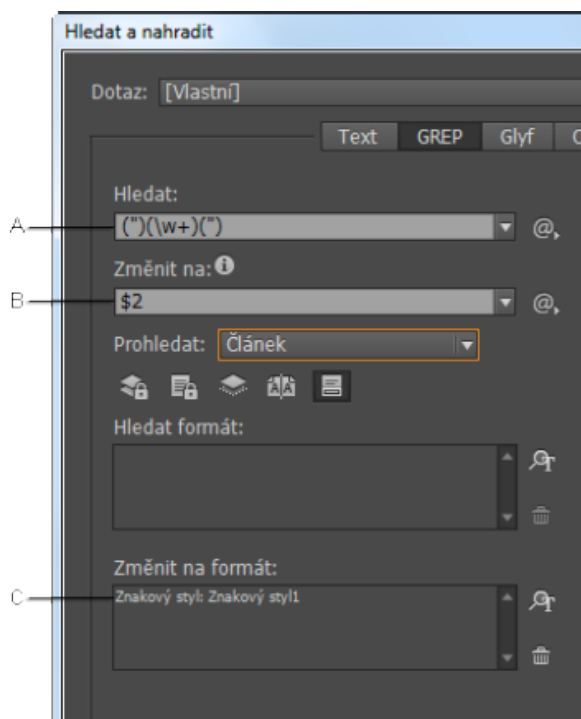 Hledat a nahradit
Dotaz: [Vlastní]
Text GREP Glyf
Hledat:
A (")(\w+)(")
@
Změnit na:
B $2
@
Prohledat: Článek
Hledat formát:
Změnit na formát:
C Znakový styl: Znakový styl1